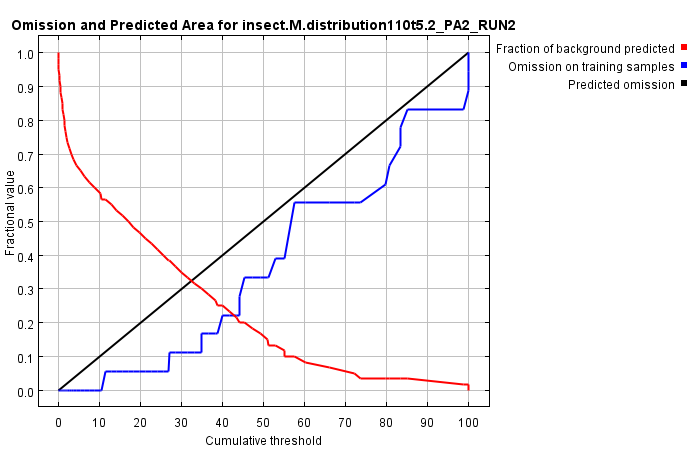 Omission and Predicted Area for insect.M.distribution110t5.2_PA2_RUN2
Fraction of background predicted
Omission on training samples
Predicted omission
Fractional value
1.0
0.9
0.8
0.7
0.6
0.5
0.4
0.3
0.2
0.1
0.0
0 10 20 30 40 50 60 70 80 90 100
Cumulative threshold